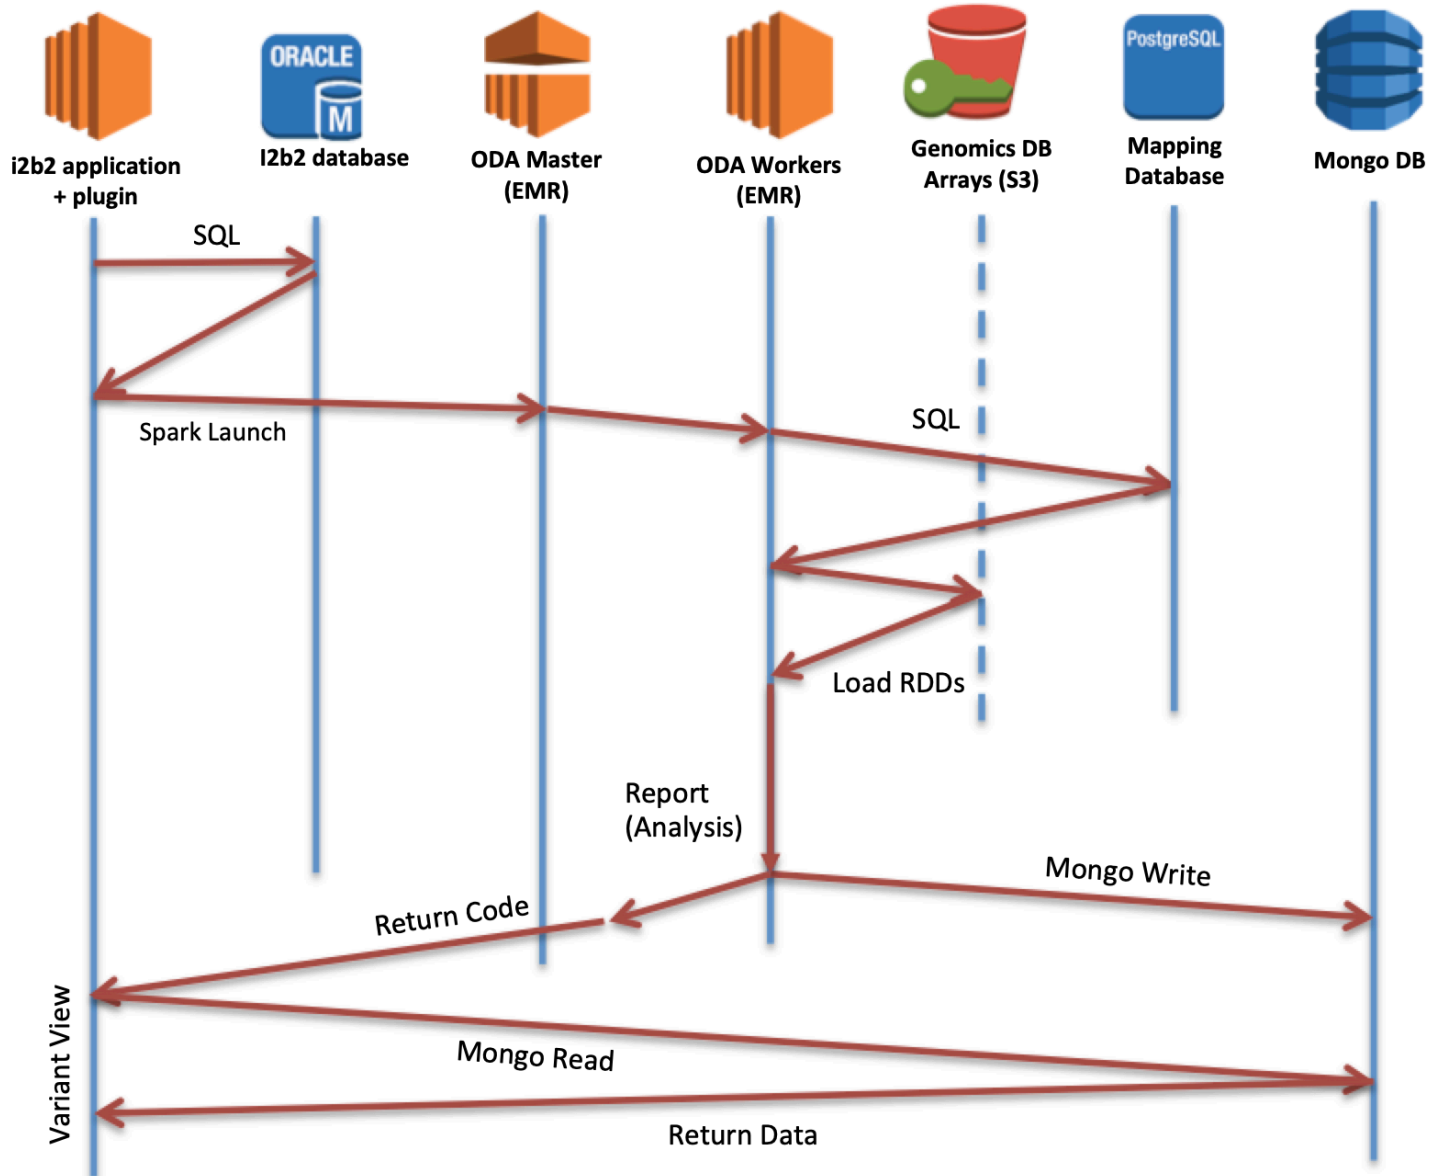 ORACLE
M
PostgreSQL
i2b2 application
+ plugin
I2b2 database
ODA Master
(EMR)
ODA Workers
(EMR)
Genomics DB
Arrays (S3)
Mapping
Database
Mongo DB
SQL
Spark Launch
SQL
Load RDDs
Report
(Analysis)
Mongo Write
Return Code
Variant View
Mongo Read
Return Data